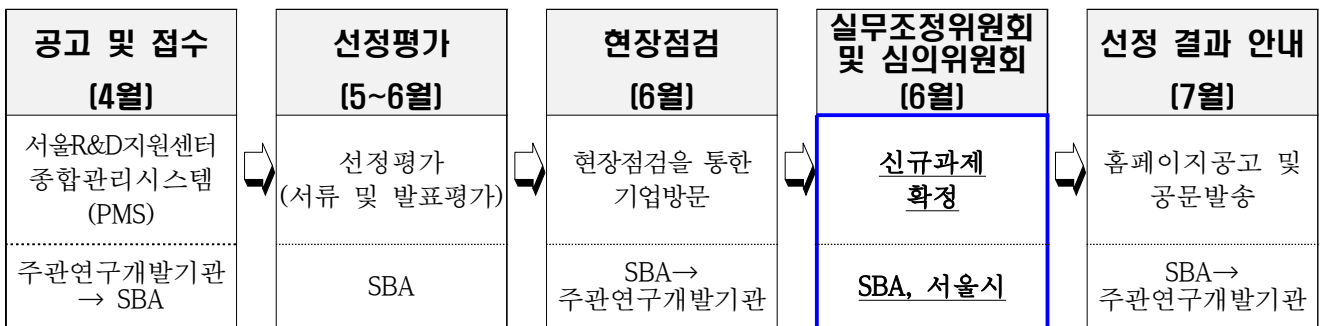 공고 및 접수
(4월)
서울R&D지원센터
종합관리시스템
(PMS)
주관연구개발기관
→ SBA
선정평가
(5~6월)
선정평가
(서류 및 발표평가)
SBA
현장점검
(6월)
현장점검을 통한
기업방문
SBA→
주관연구개발기관
실무조정위원회
및 심의위원회
(6월)
신규과제
확정
SBA, 서울시
선정 결과 안내
(7월)
홈페이지공고 및
공문발송
SBA→
주관연구개발기관